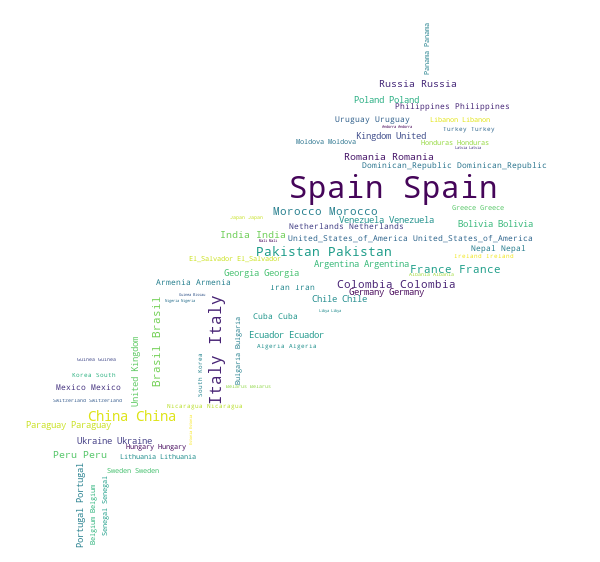 Panama Panama
Russia Russia
Poland Poland
Philippines Philippines
Uruguay Uruguay
Libanon Libanon
Andorra Andorra
Turkey Turkey
Kingdom United
Moldova Moldova
Honduras Honduras
Romania Romania
Dominican_Republic Dominican_Republic
Spain Spain
Greece Greece
Morocco Morocco
Japan Japan
Venezuela Venezuela
Bolivia Bolivia
Netherlands Netherlands
India India
Mali Mali
United_States_of_America United_States_of_America
Nepal Nepal
Pakistan Pakistan
El_Salvador El_Salvador
Ireland Ireland
Argentina Argentina
France France
Georgia Georgia
Armenia Armenia
Iran Iran
Colombia Colombia
Germany Germany
Guinea Bissau
Nigeria Nigeria
Chile Chile
Libya Libya
Cuba Cuba
Brasil Brasil
Italy Italy
Bulgaria Bulgaria
Ecuador Ecuador
Algeria Algeria
United Kingdom
South Korea
Guinea Guinea
Korea South
Mexico Mexico
Belarus Belarus
Switzerland Switzerland
Nicaragua Nicaragua
China China
Paraguay Paraguay
Ukraine Ukraine
Hungary Hungary
Peru Peru
Lithuania Lithuania
Sweden Sweden
Portugal Portugal
Belgium Belgium
Senegal Senegal